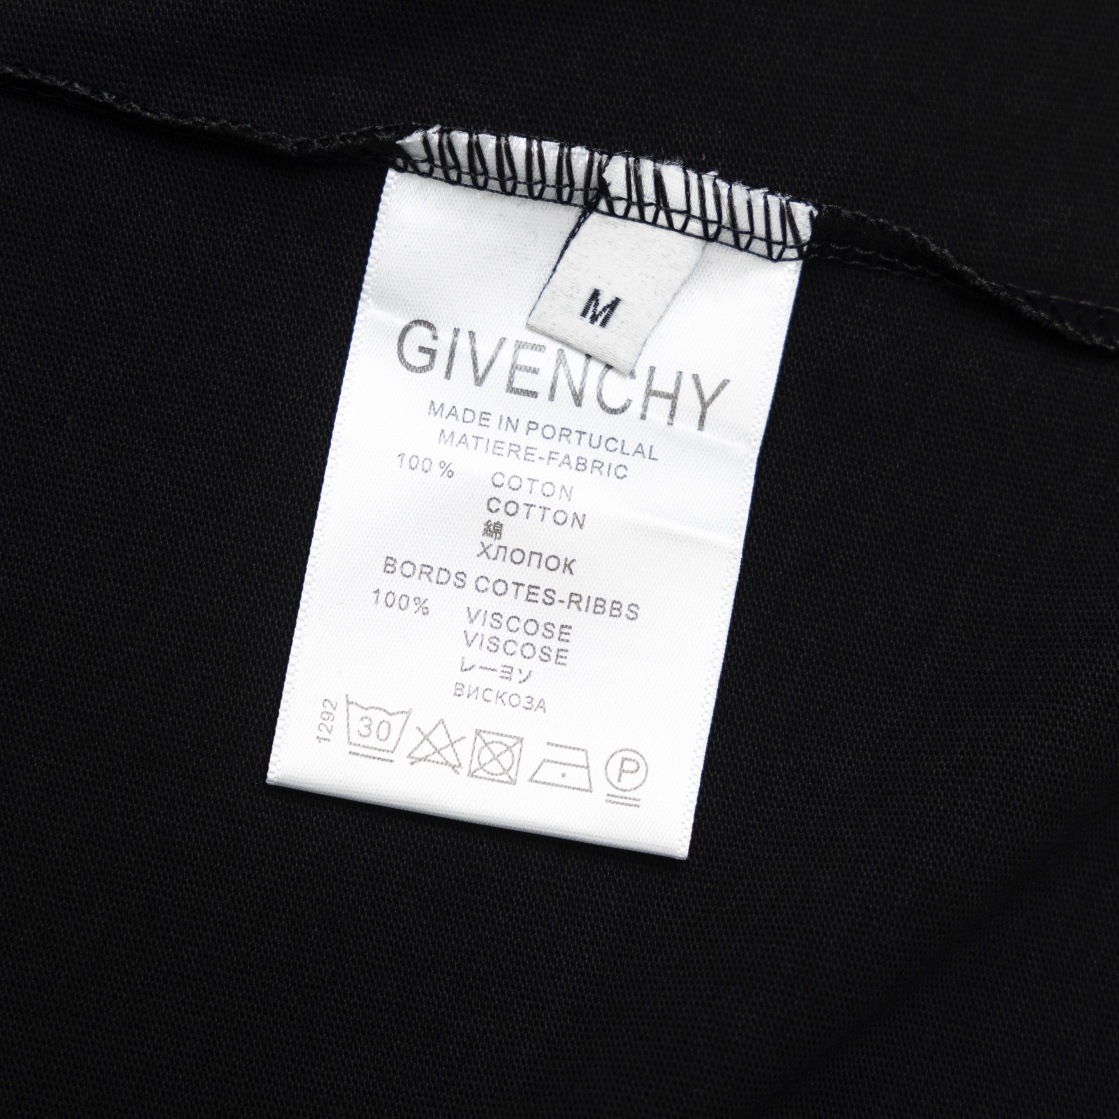 M
GIVENCHY
MADE IN PORTUCLAL
MATIERE-FABRIC
100% COTON
COTTON
綿
ХЛОПОК
BORDS COTES-RIBBS
100% VISCOSE
VISCOSE
レーヨソ
ВИСКОЗА
1292
30 P